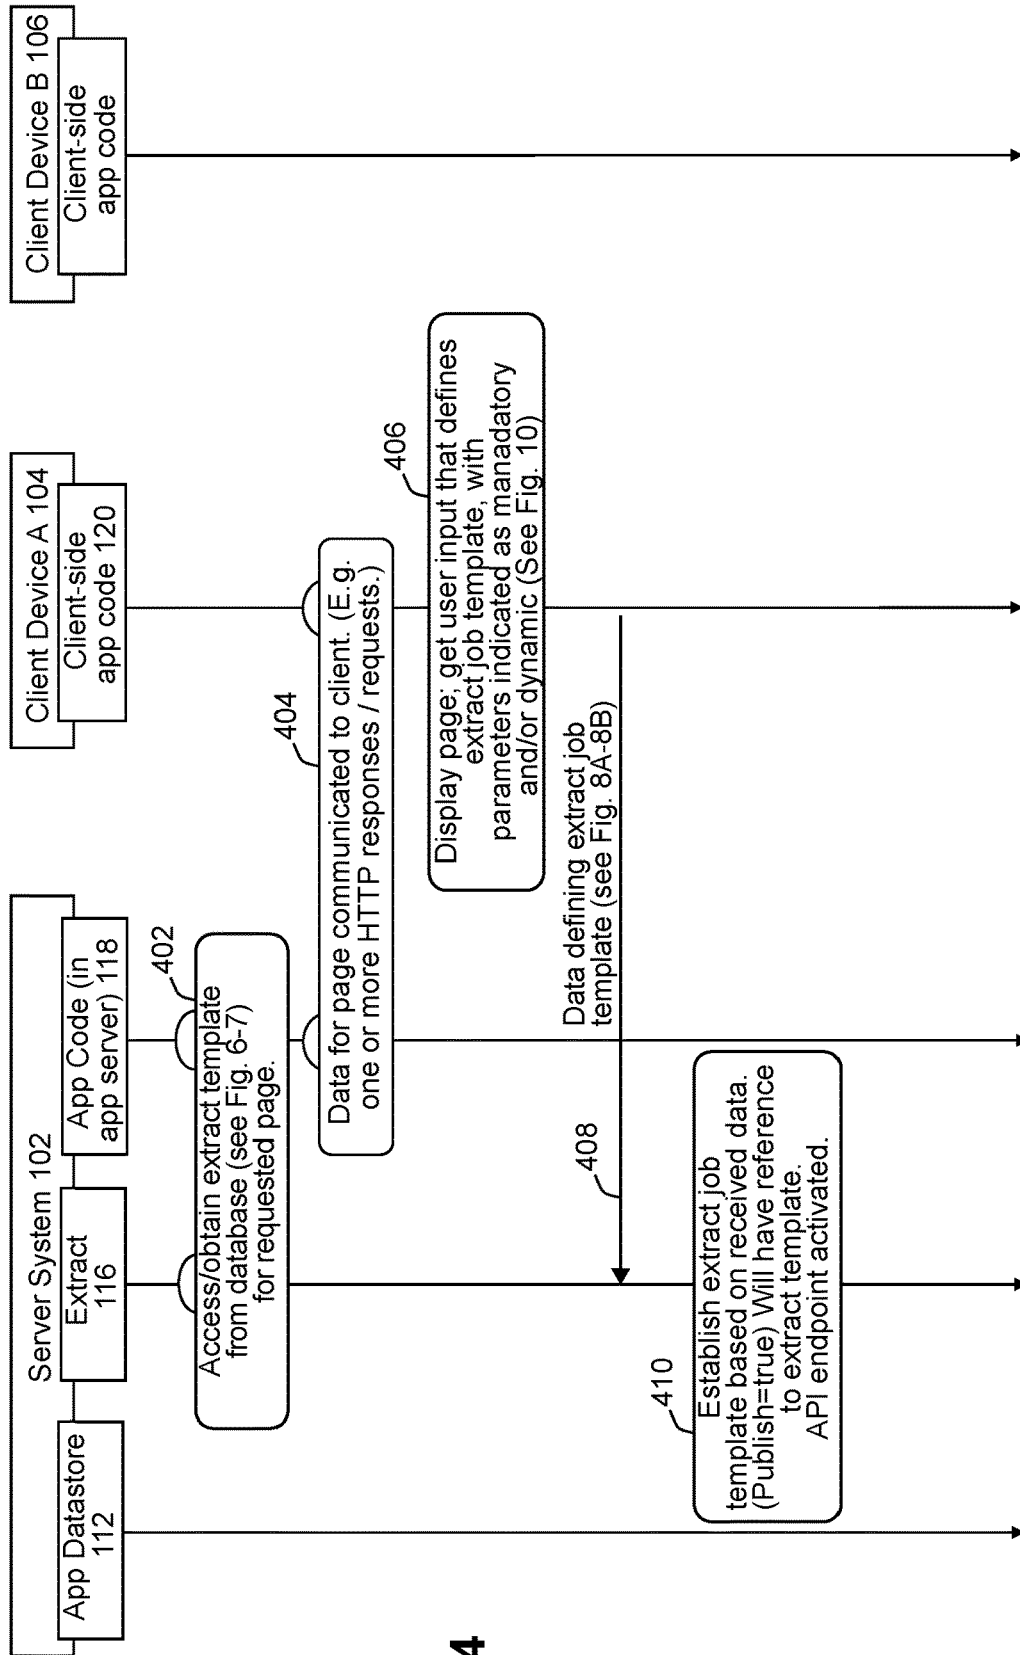 Server System 102
App Datastore
112
Extract
116
App Code (in
app server) 118
Client Device A 104
Client-side
app code 120
Client Device B 106
Client-side
app code
402
Access/obtain extract template
from database (see Fig. 6-7)
for requested page.
404
Data for page communicated to client. (E.g.
one or more HTTP responses / requests.)
406
Display page; get user input that defines
extract job template, with
parameters indicated as manadatory
and/or dynamic (See Fig. 10)
408
Data defining extract job
template (see Fig. 8A-8B)
410
Establish extract job
template based on received data.
(Publish=true) Will have reference
to extract template.
API endpoint activated.
4